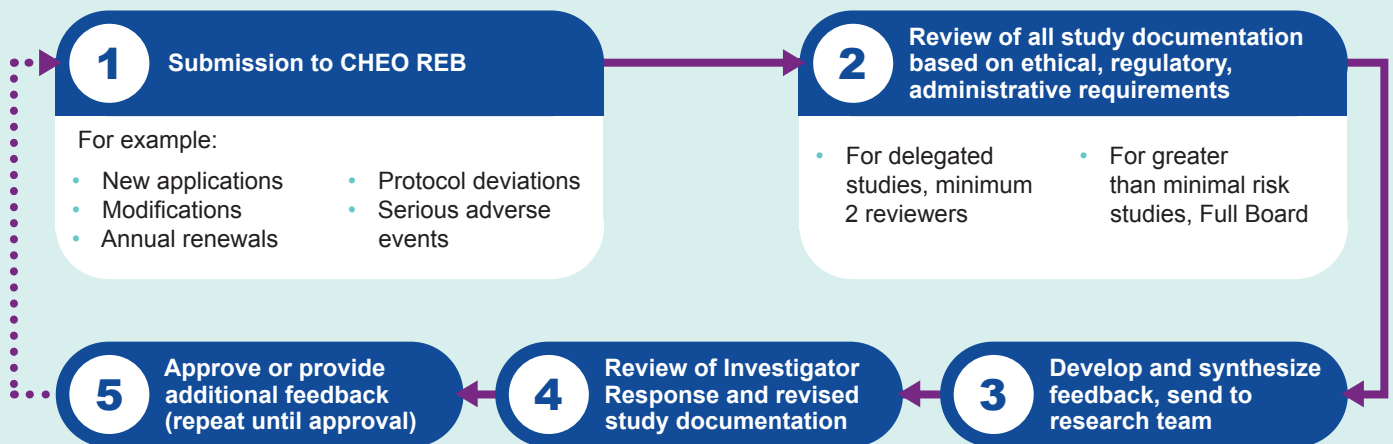 1
Submission to CHEO REB
For example:
• New applications
• Modifications
• Annual renewals
• Protocol deviations
• Serious adverse
events
2
Review of all study documentation
based on ethical, regulatory,
administrative requirements
• For delegated
studies, minimum
2 reviewers
• For greater
than minimal risk
studies, Full Board
3
Develop and synthesize
feedback, send to
research team
4
Review of Investigator
Response and revised
study documentation
5
Approve or provide
additional feedback
(repeat until approval)